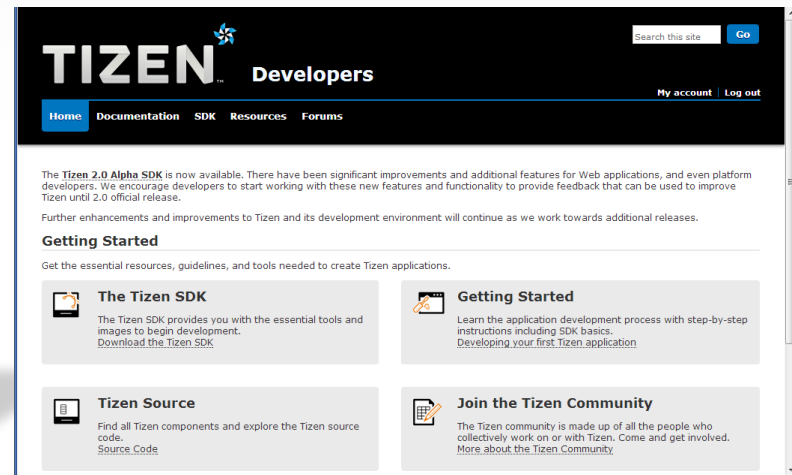 Search this site
Go
TIZEN™ Developers
My account | Log out
Home Documentation SDK Resources Forums
The Tizen 2.0 Alpha SDK is now available. There have been significant improvements and additional features for Web applications, and even platform
developers. We encourage developers to start working with these new features and functionality to provide feedback that can be used to improve
Tizen until 2.0 official release.
Further enhancements and improvements to Tizen and its development environment will continue as we work towards additional releases.
Getting Started
Get the essential resources, guidelines, and tools needed to create Tizen applications.
The Tizen SDK
The Tizen SDK provides you with the essential tools and
images to begin development.
Download the Tizen SDK
Getting Started
Learn the application development process with step-by-step
instructions including SDK basics.
Developing your first Tizen application
Tizen Source
Find all Tizen components and explore the Tizen source
code.
Source Code
Join the Tizen Community
The Tizen community is made up of all the people who
collectively work on or with Tizen. Come and get involved.
More about the Tizen Community